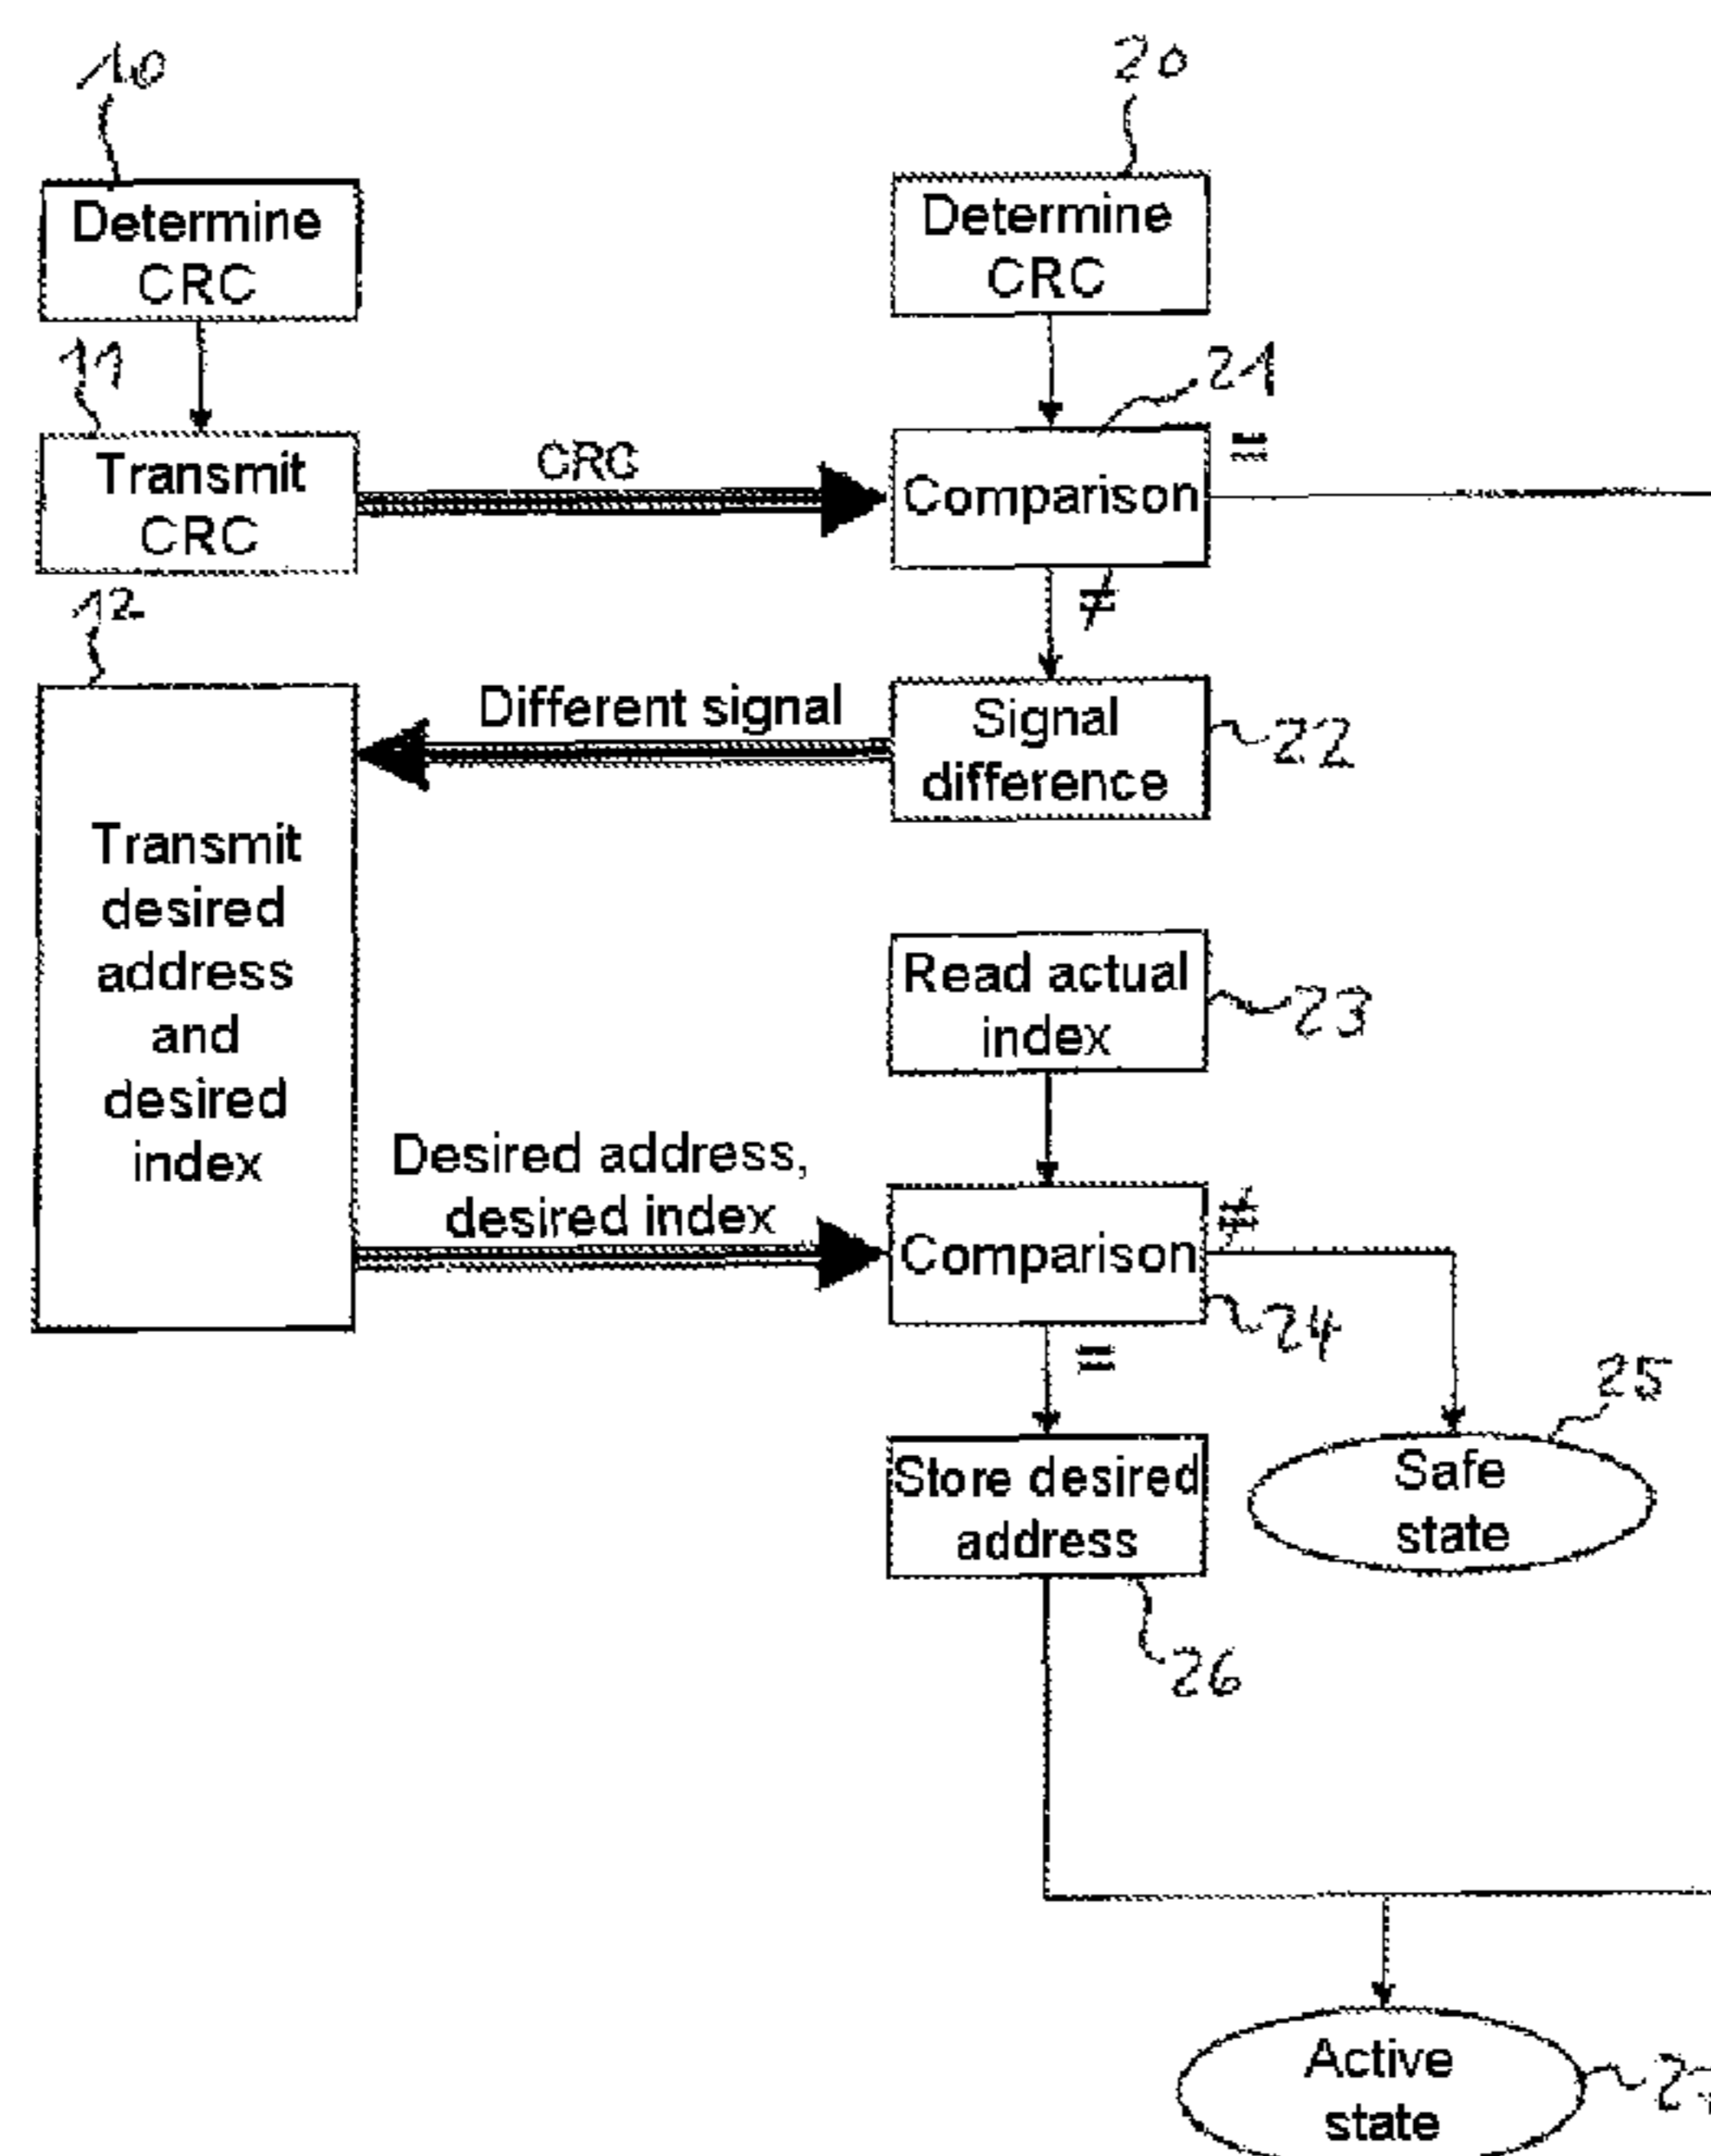 10
20
Determine
CRC
Determine
CRC
11
21
=
Transmit
CRC
CRC
Comparison
≠
12
Different signal
Signal
difference
22
Transmit
desired
address
and
desired
index
Read actual
index
23
Desired address,
desired index
Comparison
≠
24
=
25
Store desired
address
Safe
state
26
Active
state